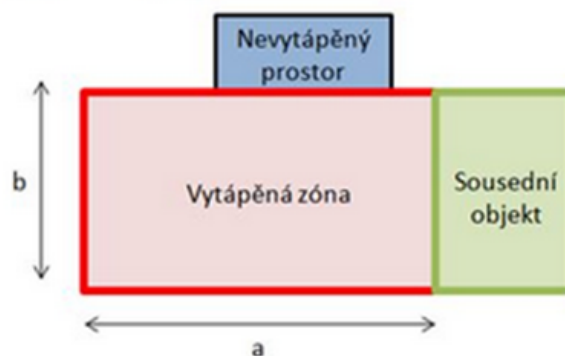 Nevytápěný
prostor
b
Vytápěná zóna
Sousední
objekt
a